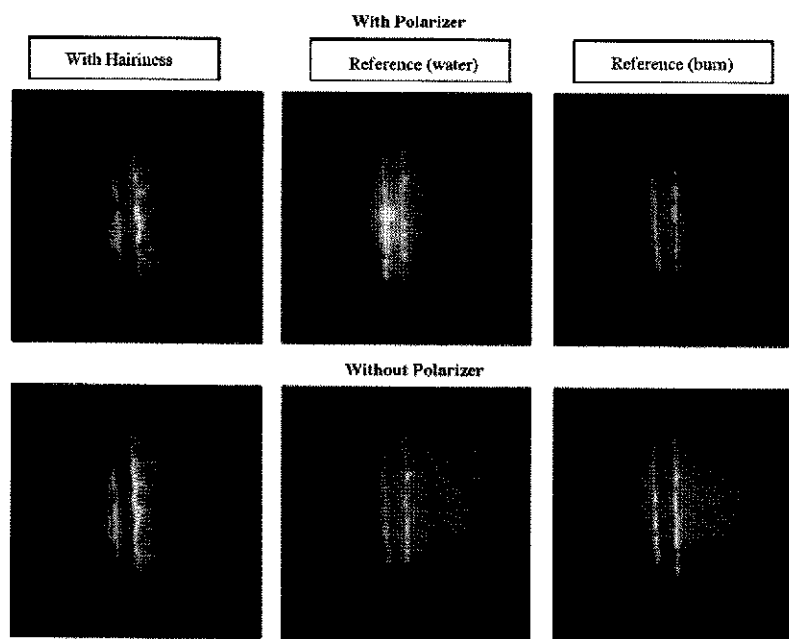 With Polarizer
With Hairiness
Reference (water)
Reference (burn)
Without Polarizer